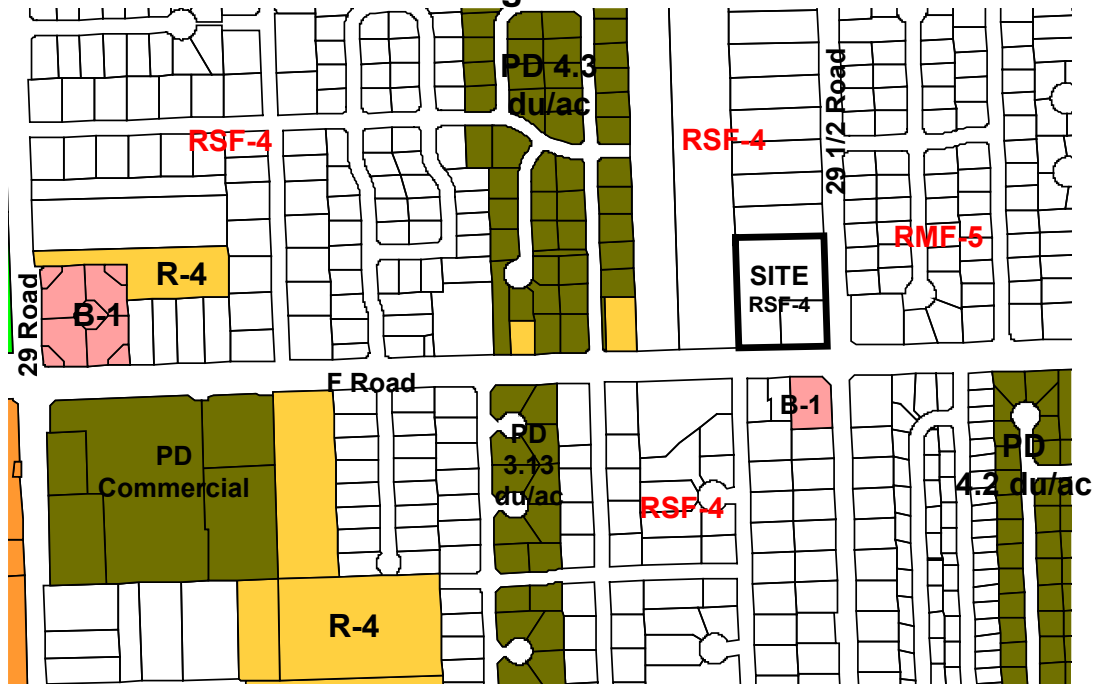 PD 4.3
du/ac
RSF-4
RSF-4
29 1/2 Road
RMF-5
R-4
SITE
RSF-4
29 Road
B-1
F Road
B-1
PD
Commercial
PD
3.13
du/ac
PD
4.2 du/ac
RSF-4
R-4